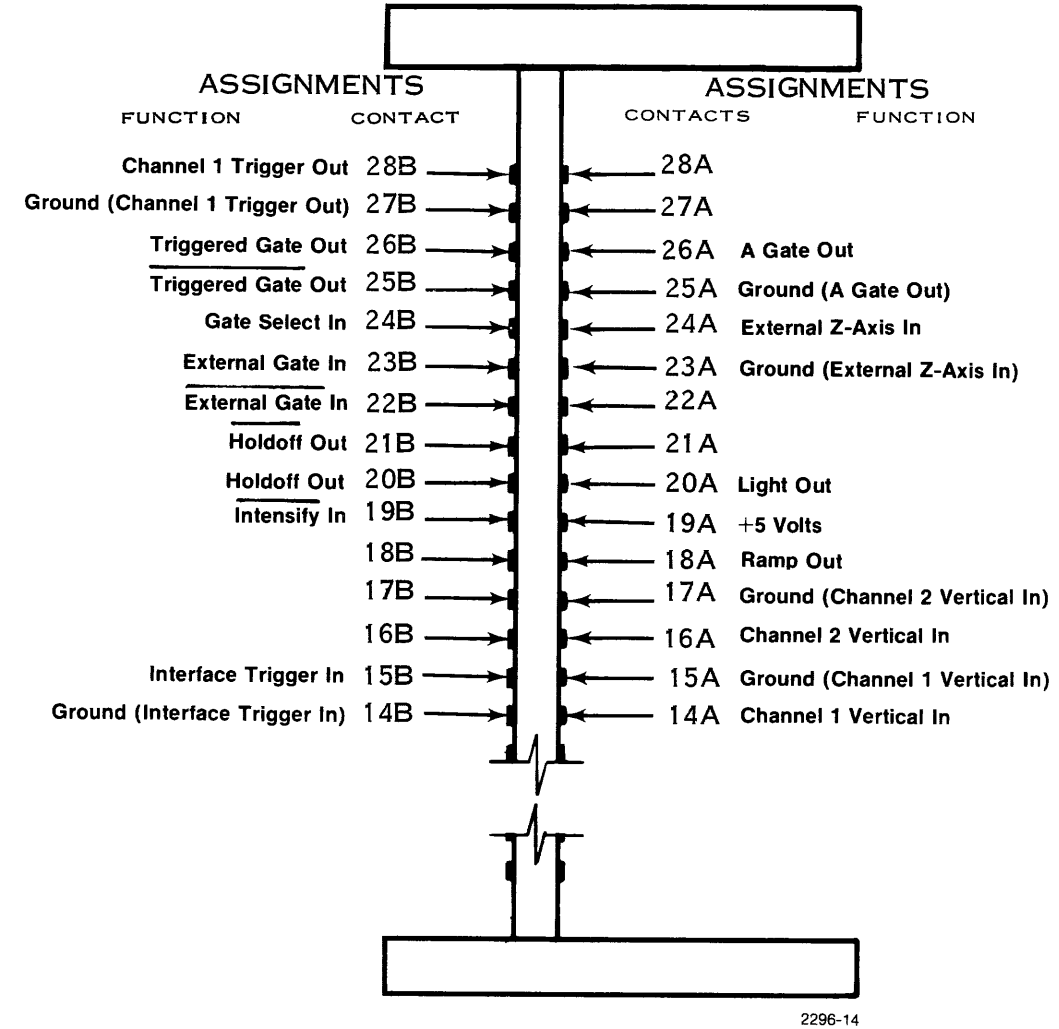 ASSIGNMENTS ASSIGNMENTS
FUNCTION CONTACT CONTACTS FUNCTION
Channel 1 Trigger Out 28B 28A
Ground (Channel 1 Trigger Out) 27B 27A
Triggered Gate Out 26B 26A A Gate Out
Triggered Gate Out 25B 25A Ground (A Gate Out)
Gate Select In 24B 24A External Z-Axis In
External Gate In 23B 23A Ground (External Z-Axis In)
External Gate In 22B 22A
Holdoff Out 21B 21A
Holdoff Out 20B 20A Light Out
Intensify In 19B 19A +5 Volts
18B 18A Ramp Out
17B 17A Ground (Channel 2 Vertical In)
16B 16A Channel 2 Vertical In
Interface Trigger In 15B 15A Ground (Channel 1 Vertical In)
Ground (Interface Trigger In) 14B 14A Channel 1 Vertical In
2296-14